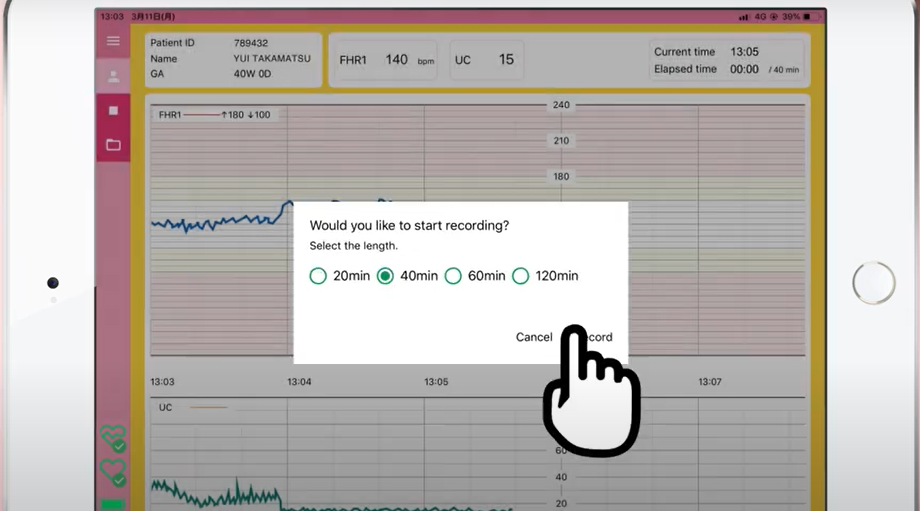 13:03 3月11日(月)
4G 39%
Patient ID 789432
Name YUI TAKAMATSU
GA 40W 0D
FHR1 140 bpm
UC 15
Current time 13:05
Elapsed time 00:00 / 40 min
FHR1 ↑180 ↓100
240
210
180
Would you like to start recording?
Select the length.
20min 40min 60min 120min
Cancel
13:03 13:04 13:05 13:07
UC
60
40
20